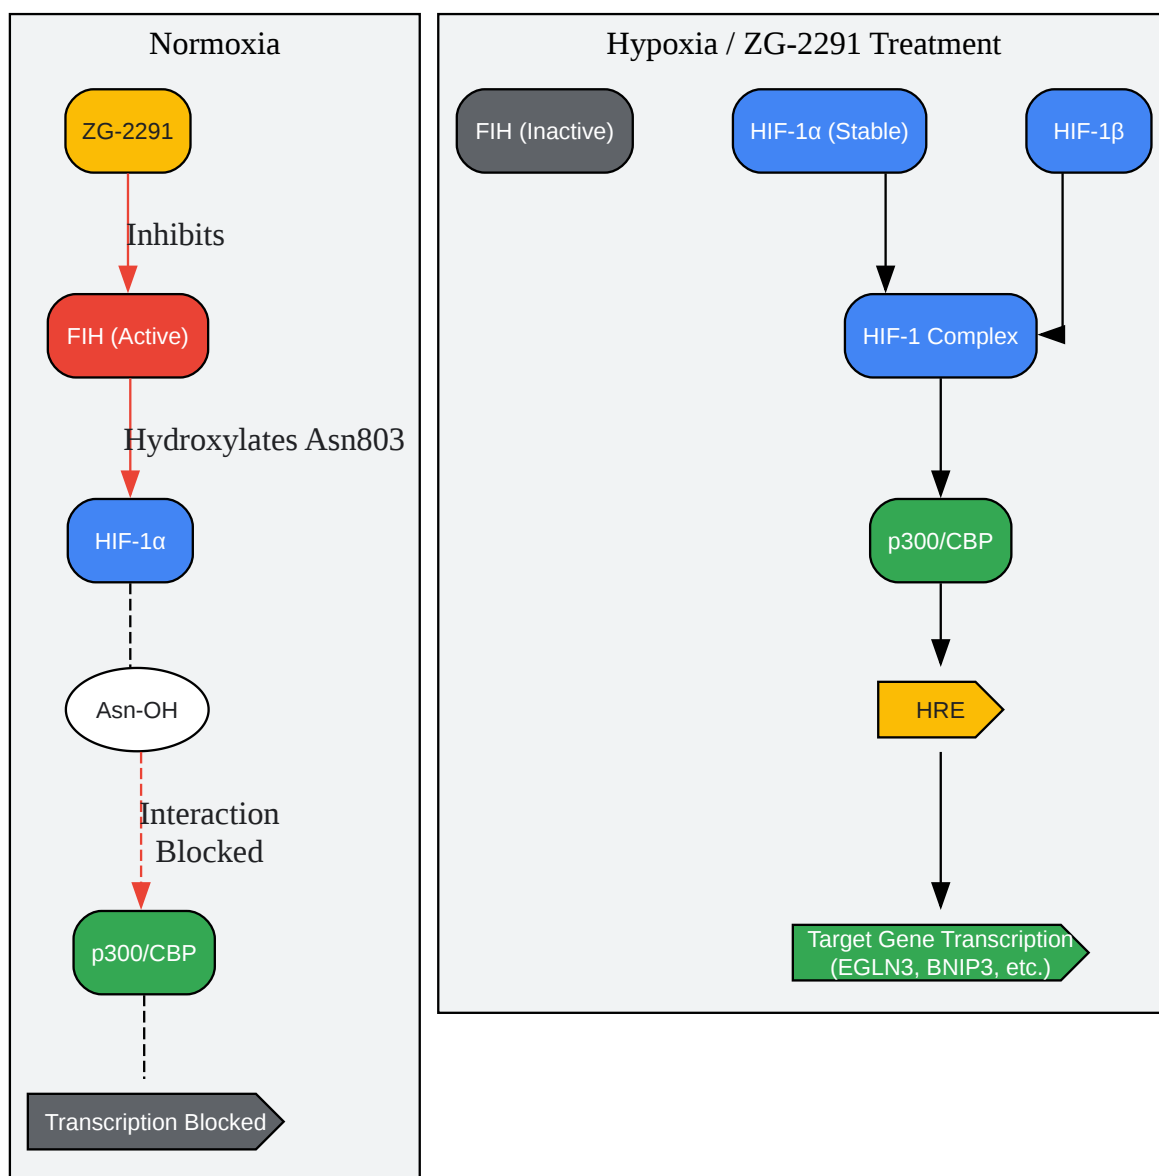 Normoxia
ZG-2291
Inhibits
FIH (Active)
Hydroxylates Asn803
HIF-1α
Asn-OH
Interaction
Blocked
p300/CBP
Transcription Blocked
Hypoxia / ZG-2291 Treatment
FIH (Inactive)
HIF-1α (Stable)
HIF-1β
HIF-1 Complex
p300/CBP
HRE
Target Gene Transcription
(EGLN3, BNIP3, etc.)